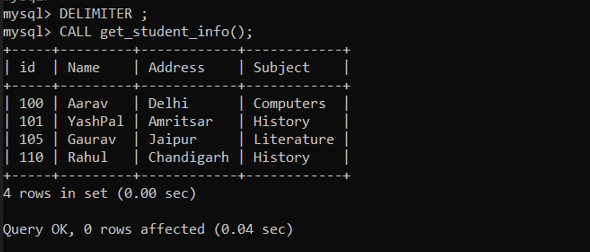 mysql> DELIMITER ;
mysql> CALL get_student_info();
+-----+---------+------------+------------+
| id  | Name    | Address    | Subject    |
+-----+---------+------------+------------+
| 100 | Aarav   | Delhi      | Computers  |
| 101 | YashPal | Amritsar   | History    |
| 105 | Gaurav  | Jaipur     | Literature |
| 110 | Rahul   | Chandigarh | History    |
+-----+---------+------------+------------+
4 rows in set (0.00 sec)

Query OK, 0 rows affected (0.04 sec)